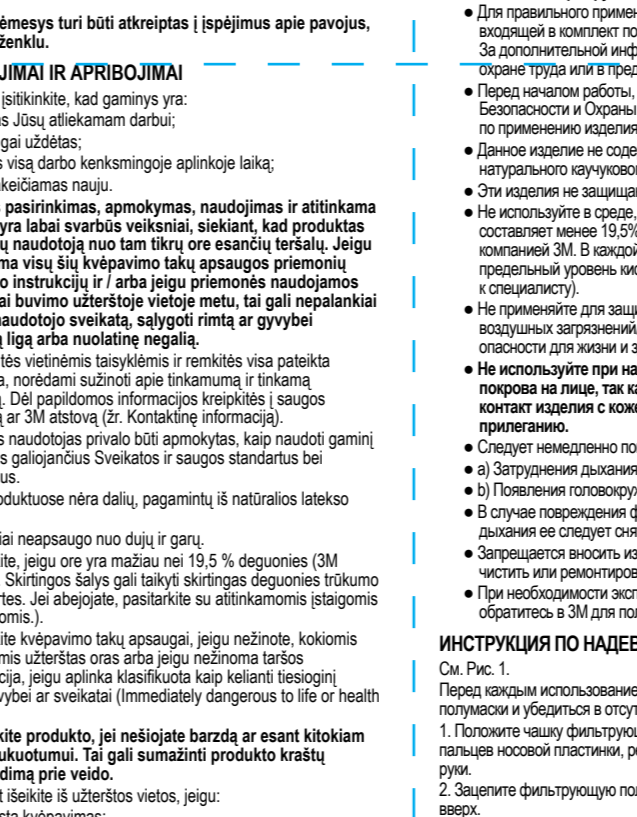 ėmesys turi būti atkreiptas į įspėjimus apie pavojus,
ženklu.
JIMAI IR APRIBOJIMAI
įsitikinkite, kad gaminys yra:
as Jūsų atliekamam darbui;
gai uždėtas;
s visą darbo kenksmingoje aplinkoje laiką;
akeičiamas nauju.
s pasirinkimas, apmokymas, naudojimas ir atitinkama
yra labai svarbūs veiksniai, siekiant, kad produktas
ų naudotoją nuo tam tikrų ore esančių teršalų. Jeigu
ma visų šių kvėpavimo takų apsaugos priemonių
o instrukcijų ir / arba jeigu priemonės naudojamos
ai buvimo užterštoje vietoje metu, tai gali nepalankiai
naudotojo sveikatą, sąlygoti rimtą ar gyvybei
ą ligą arba nuolatinę negalią.
itės vietinėmis taisyklėmis ir remkitės visa pateikta
a, norėdami sužinoti apie tinkamumą ir tinkamą
ą. Dėl papildomos informacijos kreipkitės į saugos
ą ar 3M atstovą (žr. Kontaktinę informaciją).
s naudotojas privalo būti apmokytas, kaip naudoti gaminį
s galiojančius Sveikatos ir saugos standartus bei
us.
oduktuose nėra dalių, pagamintų iš natūralios latekso
iai neapsaugo nuo dujų ir garų.
kite, jeigu ore yra mažiau nei 19,5 % deguonies (3M
. Skirtingos šalys gali taikyti skirtingas deguonies trūkumo
rtes. Jei abejojate, pasitarkite su atitinkamomis įstaigomis
omis.).
ite kvėpavimo takų apsaugai, jeigu nežinote, kokiomis
mis užterštas oras arba jeigu nežinoma taršos
cija, jeigu aplinka klasifikuota kaip kelianti tiesioginį
vybei ar sveikatai (Immediately dangerous to life or health
kite produkto, jei nešiojate barzdą ar esant kitokiam
ukuotumui. Tai gali sumažinti produkto kraštų
dimą prie veido.
t išeikite iš užterštos vietos, jeigu:
sta kvėpavimas;
● Для правильного примен
входящей в комплект по
За дополнительной инф
охране труда или в пред
● Перед началом работы,
Безопасности и Охраны
по применению изделия
● Данное изделие не соде
натурального каучуково
● Эти изделия не защища
● Не используйте в среде,
составляет менее 19,5%
компанией 3М. В каждой
предельный уровень кис
к специалисту).
● Не применяйте для защи
воздушных загрязнений
опасности для жизни и з
● Не используйте при на
покрова на лице, так ка
контакт изделия с коже
прилеганию.
● Следует немедленно по
● a) Затруднения дыхания
● b) Появления головокруж
● В случае повреждения ф
дыхания ее следует сня
● Запрещается вносить из
чистить или ремонтиров
● При необходимости эксп
обратитесь в 3М для пол
ИНСТРУКЦИЯ ПО НАДЕВ
См. Рис. 1.
Перед каждым использование
полумаски и убедиться в отсут
1. Положите чашку фильтрующ
пальцев носовой пластинки, ре
руки.
2. Зацепите фильтрующую пол
вверх.